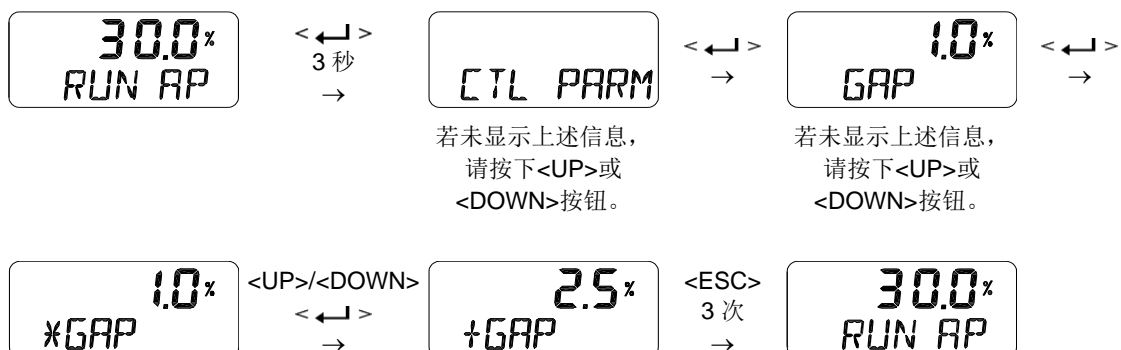 30.0%
RUN AP
<↵>
3 秒
→
CTL PARM
若未显示上述信息，
请按下<UP>或
<DOWN>按钮。
<↵>
→
1.0%
GAP
若未显示上述信息，
请按下<UP>或
<DOWN>按钮。
<↵>
→
1.0%
*GAP
<UP>/<DOWN>
<↵>
→
2.5%
+GAP
<ESC>
3 次
→
30.0%
RUN AP